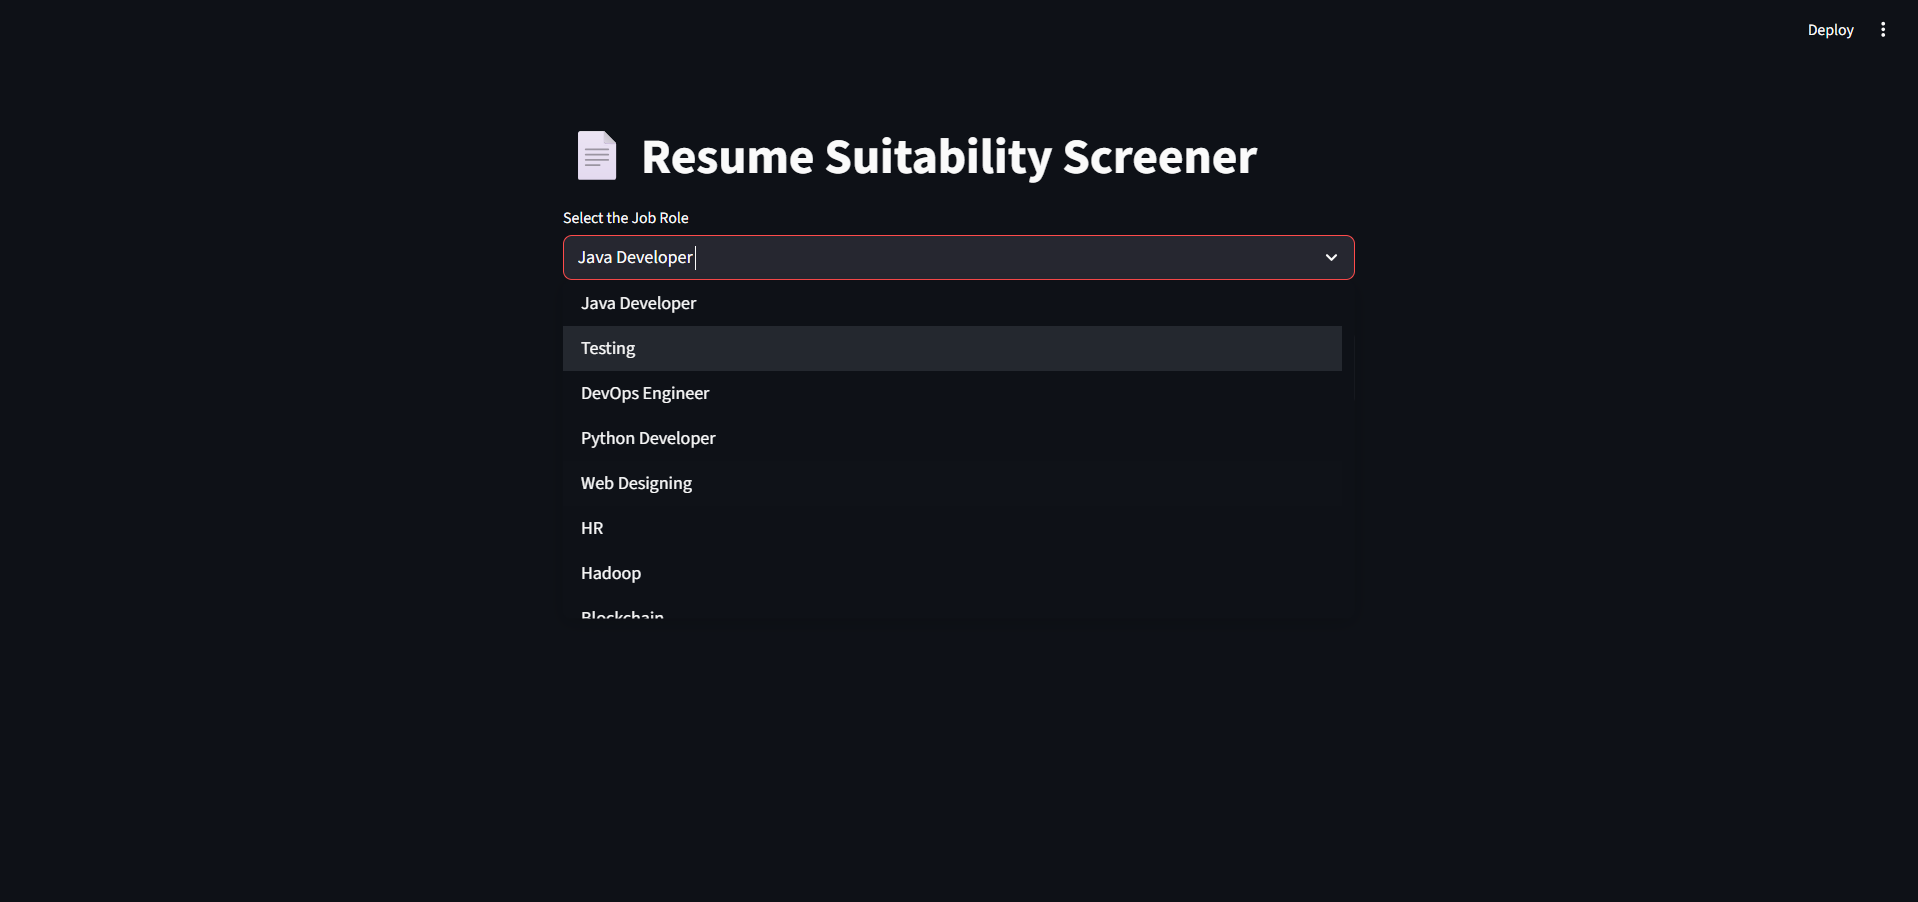 Deploy
Resume Suitability Screener
Select the Job Role
Java Developer
Java Developer
Testing
DevOps Engineer
Python Developer
Web Designing
HR
Hadoop
Blockchain